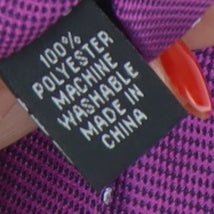 100%
POLYESTER
MACHINE
WASHABLE
MADE IN
CHINA